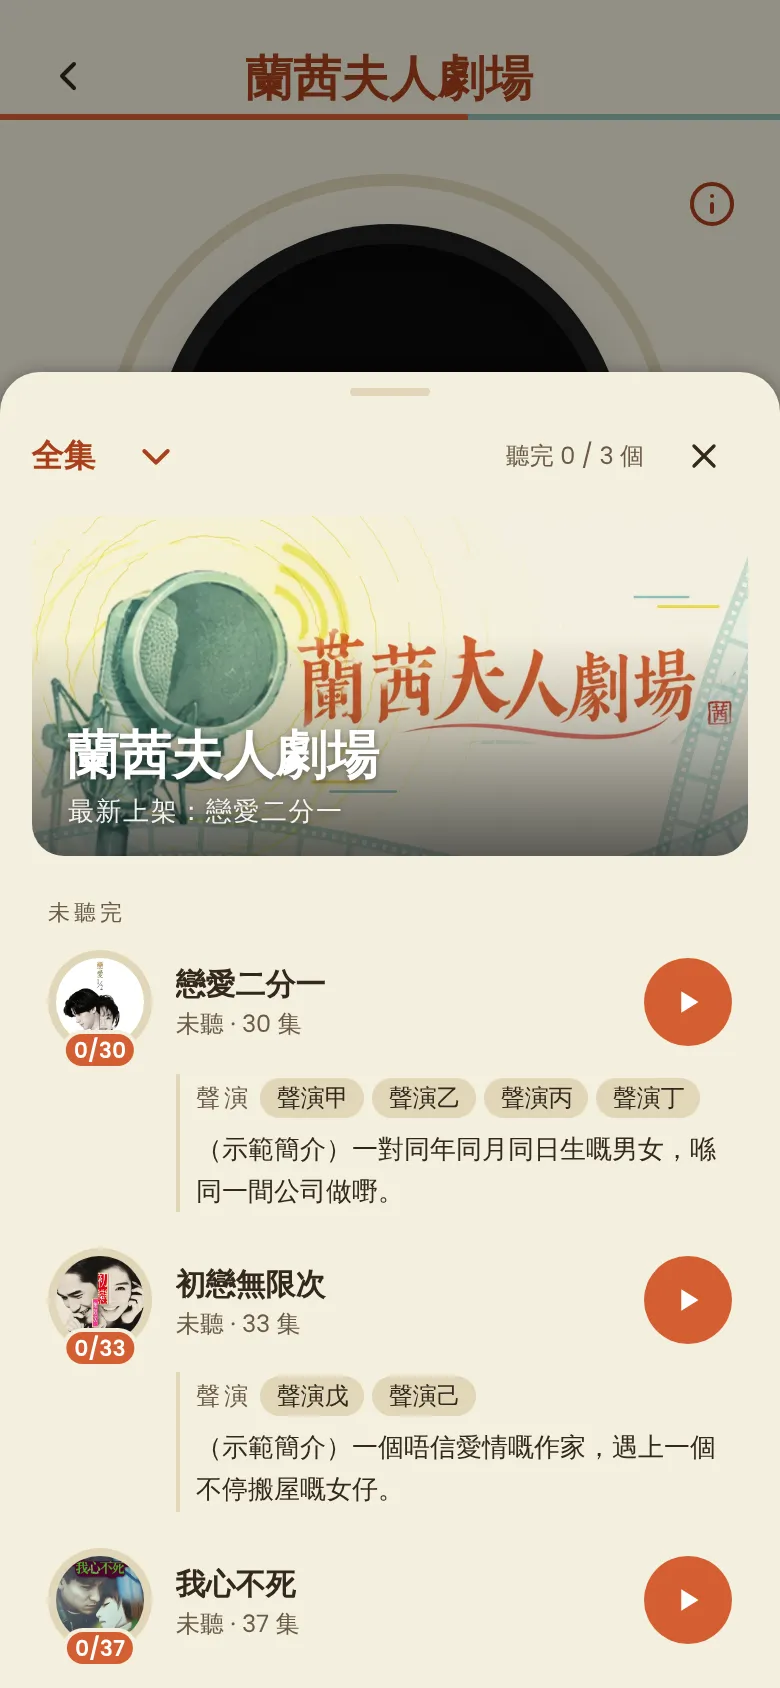 蘭茜夫人劇場
全集
聽完 0 / 3 個
蘭茜夫人劇場
茜
蘭茜夫人劇場
最新上架：戀愛二分一
未聽完
戀愛二分一
未聽 · 30 集
0/30
聲演 聲演甲 聲演乙 聲演丙 聲演丁
（示範簡介）一對同年同月同日生嘅男女，喺
同一間公司做嘢。
初戀
初戀無限次
未聽 · 33 集
0/33
聲演 聲演戊 聲演己
（示範簡介）一個唔信愛情嘅作家，遇上一個
不停搬屋嘅女仔。
我心不死
我心不死
未聽 · 37 集
0/37